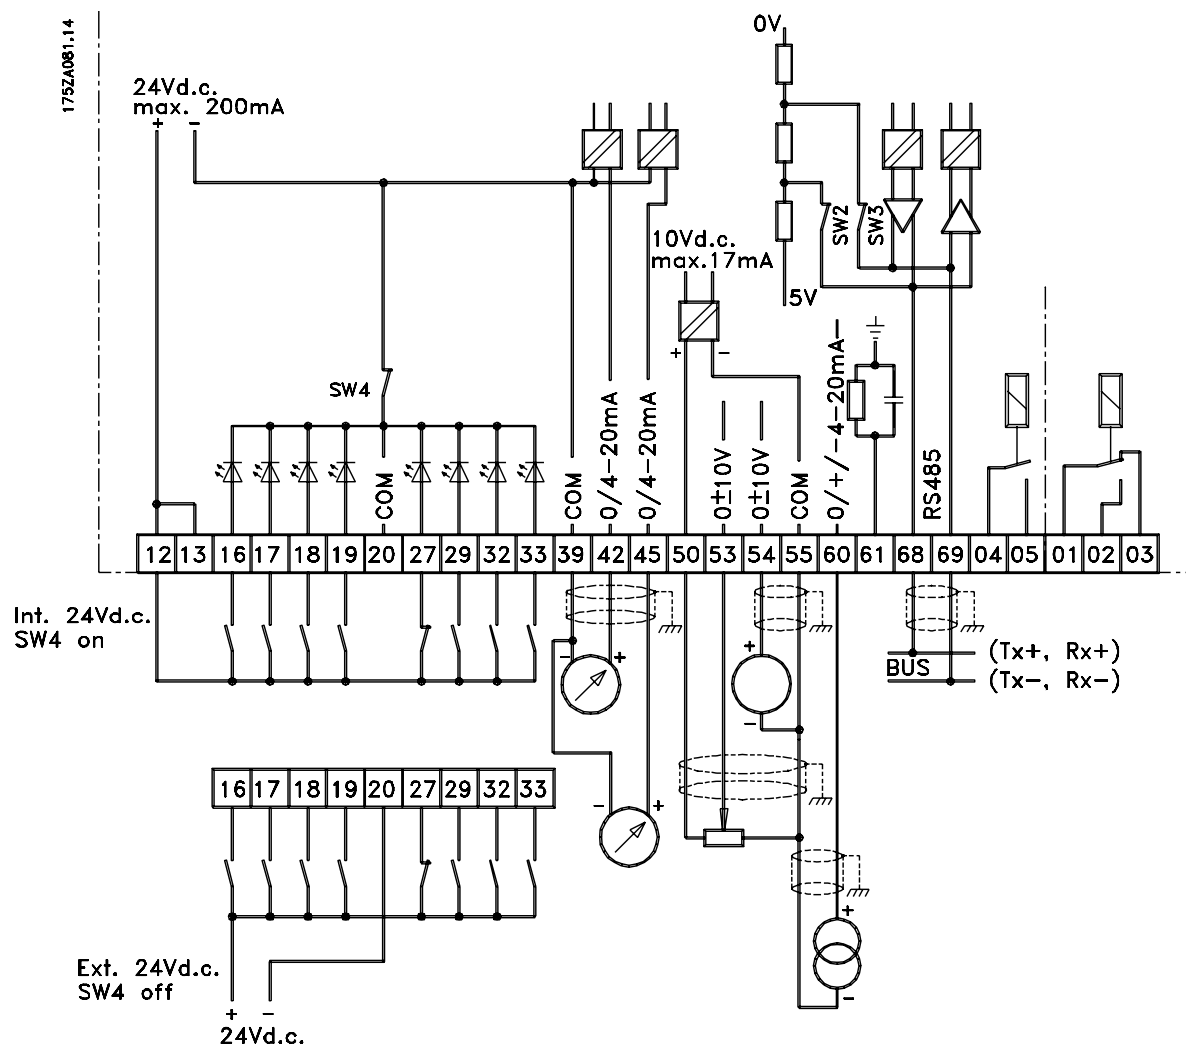 175ZA081.14
24Vd.c.
max. 200mA
+ −
0V
SW2
SW3
10Vd.c.
max.17mA
5V
+ −
SW4
COM
COM
0/4-20mA
0/4-20mA
0±10V
0±10V
COM
0/+/-4-20mA
RS485
12 13 16 17 18 19 20 27 29 32 33 39 42 45 50 53 54 55 60 61 68 69 04 05 01 02 03
Int. 24Vd.c.
SW4 on
− +
+
−
BUS
(Tx+, Rx+)
(Tx-, Rx-)
16 17 18 19 20 27 29 32 33
− +
+
−
Ext. 24Vd.c.
SW4 off
+ −
24Vd.c.